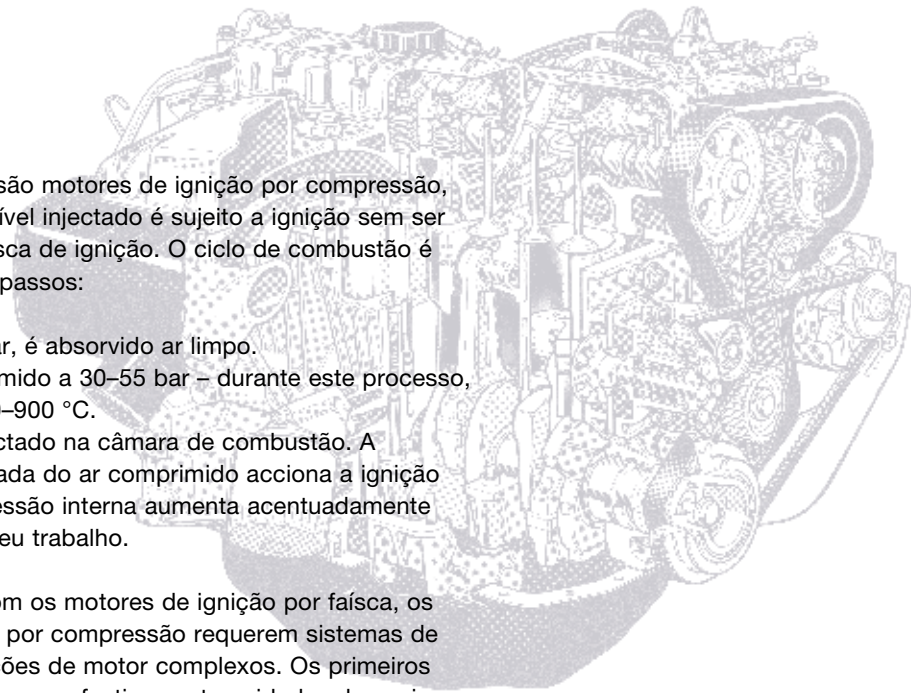 são motores de ignição por compressão,
ível injectado é sujeito a ignição sem ser
sca de ignição. O ciclo de combustão é
passos:
r, é absorvido ar limpo.
mido a 30–55 bar – durante este processo,
–900 °C.
ctado na câmara de combustão. A
ada do ar comprimido acciona a ignição
essão interna aumenta acentuadamente
eu trabalho.
om os motores de ignição por faísca, os
por compressão requerem sistemas de
ções de motor complexos. Os primeiros